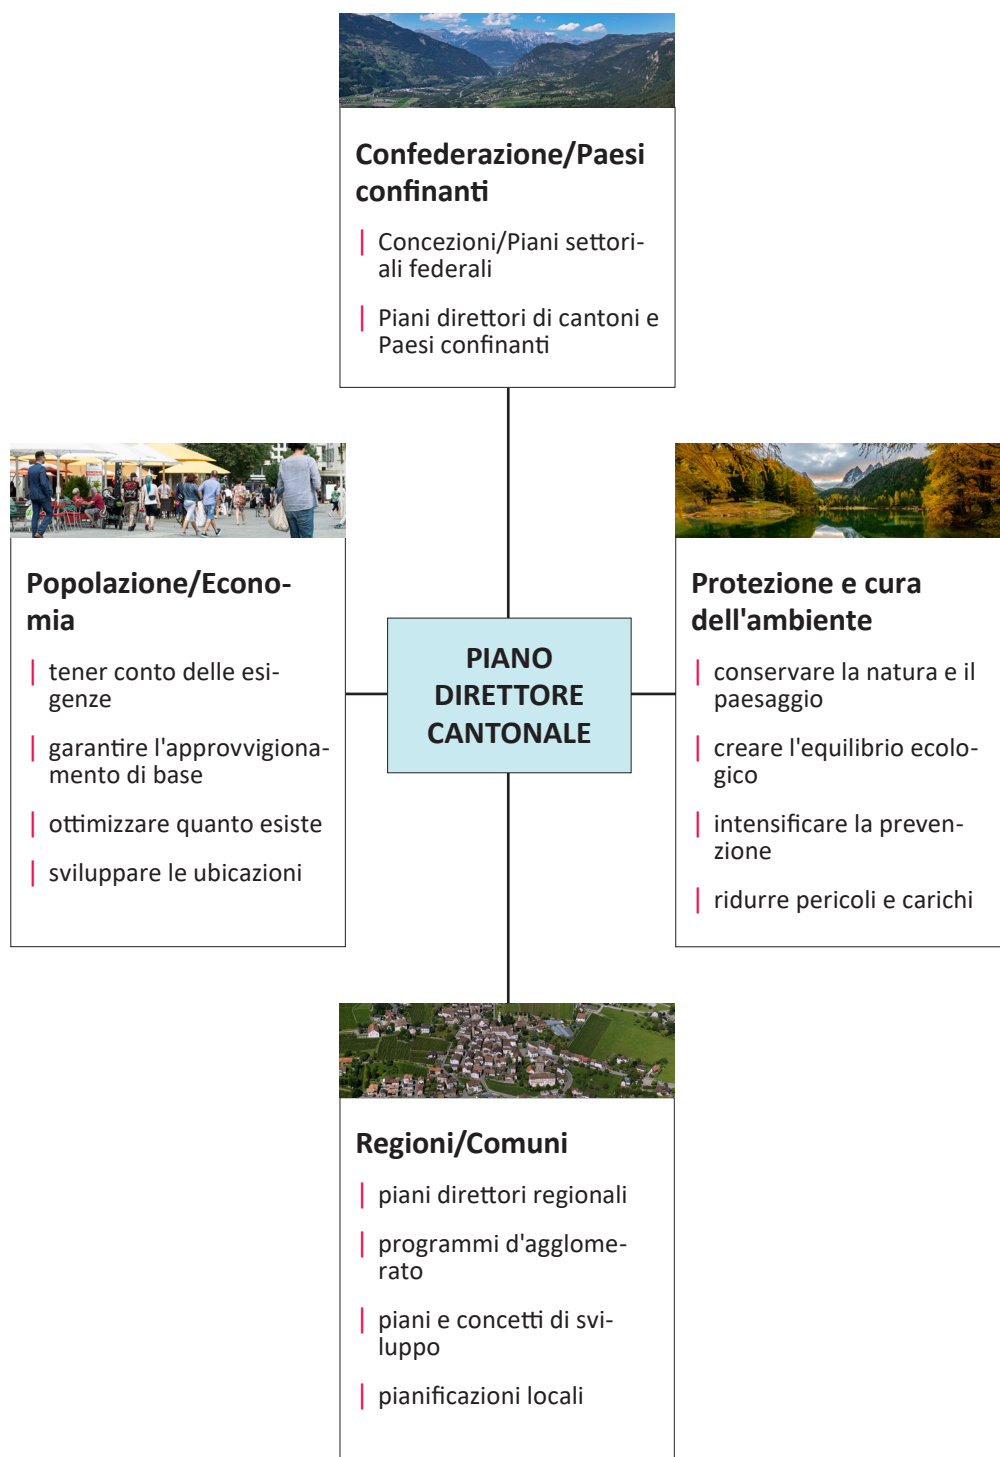 Confederazione/Paesi
confinanti
Concezioni/Piani settori-
ali federali
Piani direttori di cantoni e
Paesi confinanti
Popolazione/Econo-
mia
tener conto delle esi-
genze
garantire l'approvvigiona-
mento di base
ottimizzare quanto esiste
sviluppare le ubicazioni
PIANO
DIRETTORE
CANTONALE
Protezione e cura
dell'ambiente
conservare la natura e il
paesaggio
creare l'equilibrio ecolo-
gico
intensificare la preven-
zione
ridurre pericoli e carichi
Regioni/Comuni
piani direttori regionali
programmi d'agglome-
rato
piani e concetti di svi-
luppo
pianificazioni locali